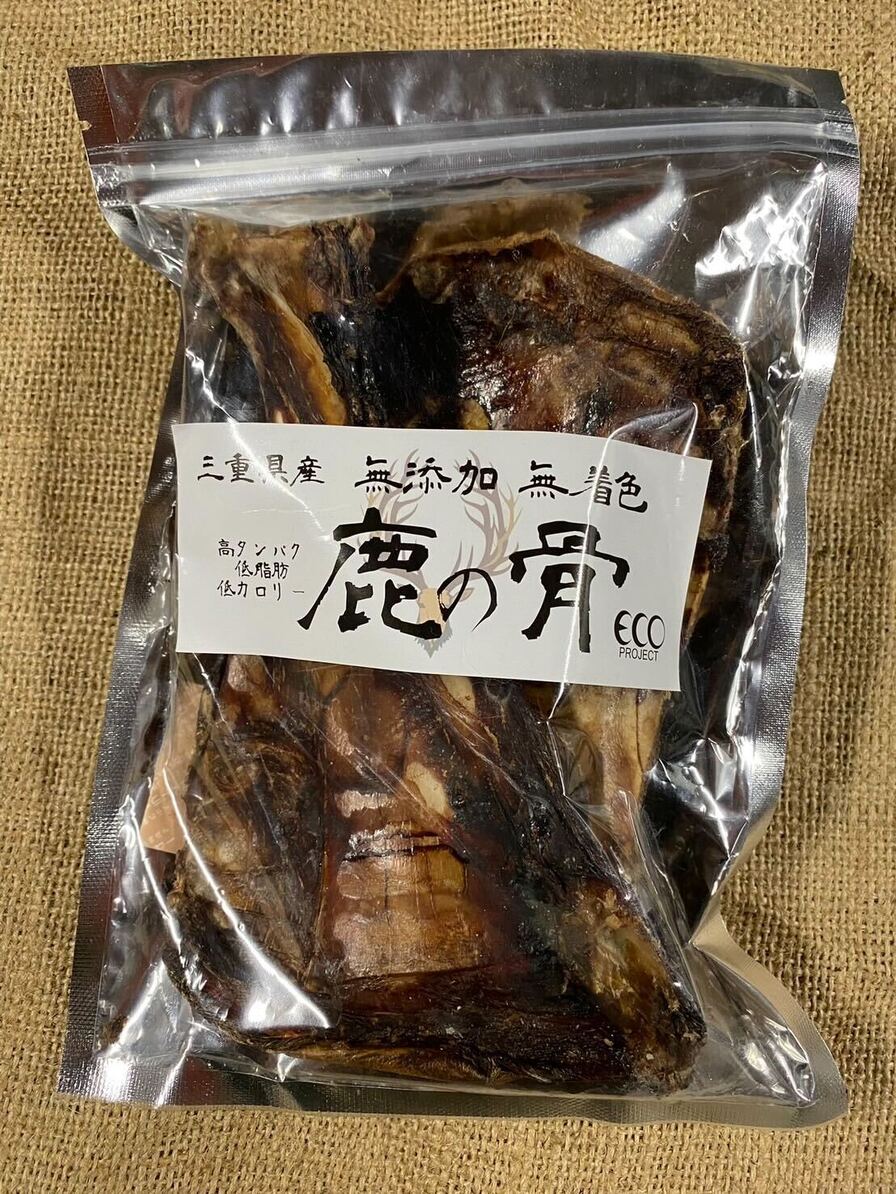 三重県産 無添加 無着色
高タンパク
低脂肪
低カロリー
鹿の骨
ECO
PROJECT